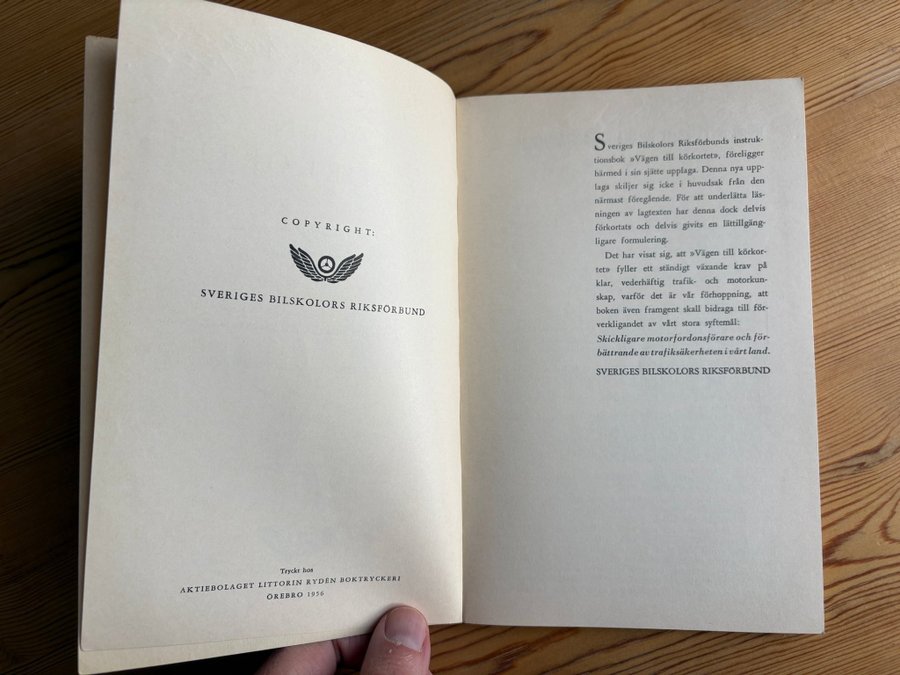 COPYRIGHT:
SVERIGES BILSKOLORS RIKSFÖRBUND
Tryckt hos
AKTIEBOLAGET LITTORIN RYDÉN BOKTRYCKERI
ÖREBRO 1956
Sveriges Bilskolors Riksförbunds instruk-
tionsbok »Vägen till körkortet», föreligger
härmed i sin sjätte upplaga. Denna nya upp-
laga skiljer sig icke i huvudsak från den
närmast föregående. För att underlätta läs-
ningen av lagtexten har denna dock delvis
förkortats och delvis givits en lättillgäng-
ligare formulering.
Det har visat sig, att »Vägen till körkor-
tet» fyller ett ständigt växande krav på
klar, vederhäftig trafik- och motorkun-
skap, varför det är vår förhoppning, att
boken även framgent skall bidraga till för-
verkligandet av vårt stora syftemål:
Skickligare motorfordonsförare och för-
bättrande av trafiksäkerheten i vårt land.
SVERIGES BILSKOLORS RIKSFÖRBUND